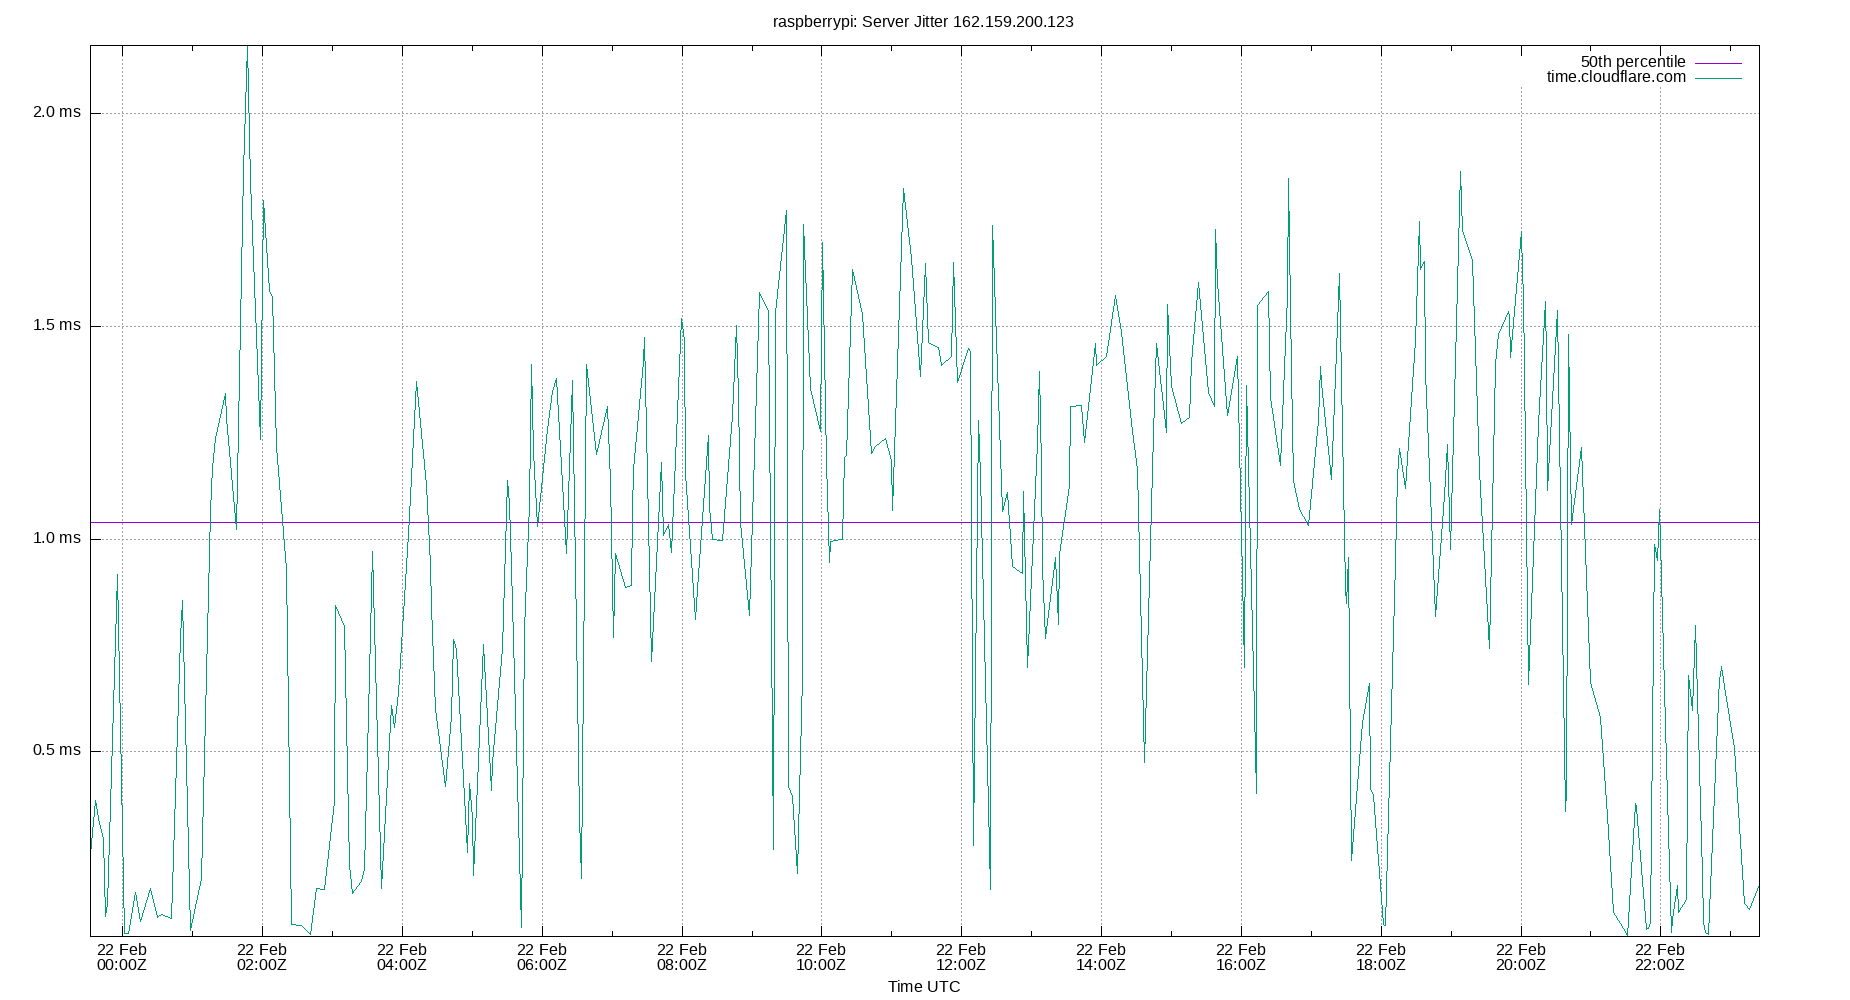 raspberrypi: Server Jitter 162.159.200.123
50th percentile
time.cloudflare.com
2.0 ms
1.5 ms
1.0 ms
0.5 ms
22 Feb 22 Feb 22 Feb 22 Feb 22 Feb 22 Feb 22 Feb 22 Feb 22 Feb 22 Feb 22 Feb 22 Feb
00:00Z 02:00Z 04:00Z 06:00Z 08:00Z 10:00Z 12:00Z 14:00Z 16:00Z 18:00Z 20:00Z 22:00Z
Time UTC